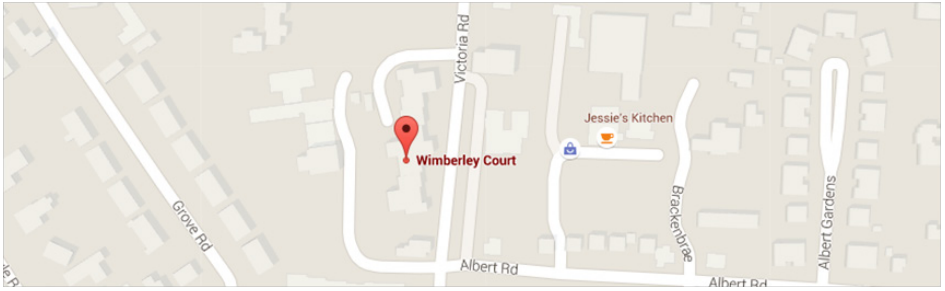 Victoria Rd
Jessie's Kitchen
Wimberley Court
Grove Rd
Brackenbrae
Albert Gardens
Albert Rd
Albert Rd